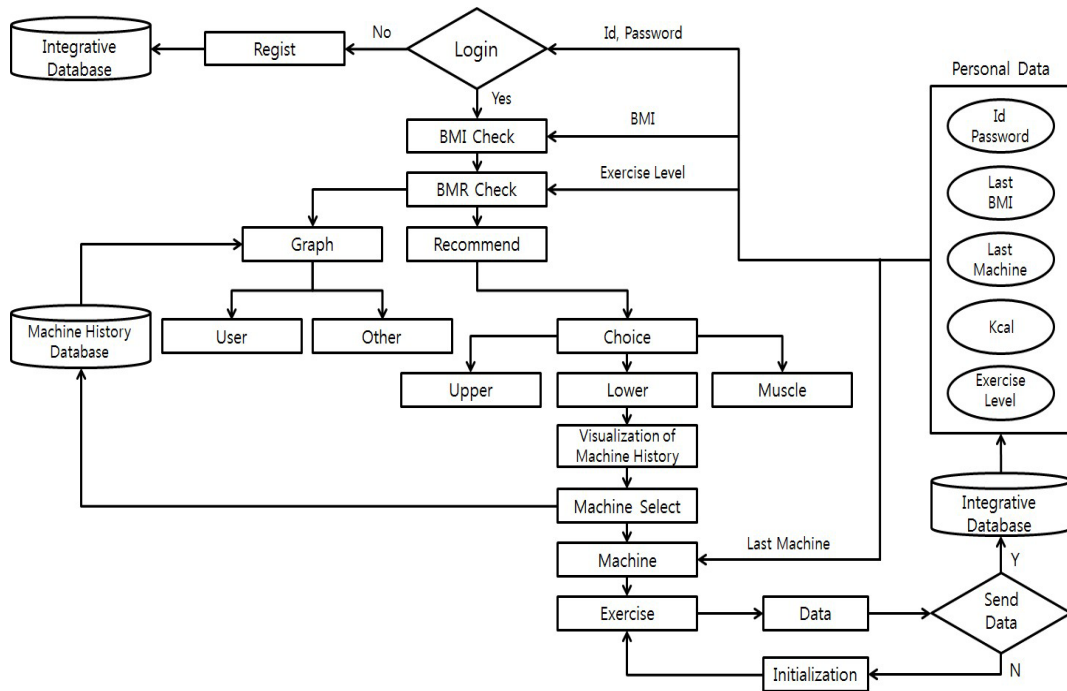 Integrative
Database
Regist
No
Login
Id, Password
Yes
Personal Data
Id
Password
BMI Check
BMI
BMR Check
Exercise Level
Last
BMI
Graph
Recommend
Last
Machine
Machine History
Database
User
Other
Choice
Kcal
Upper
Lower
Muscle
Exercise
Level
Visualization of
Machine History
Machine Select
Integrative
Database
Machine
Last Machine
Y
Exercise
Data
Send
Data
Initialization
N